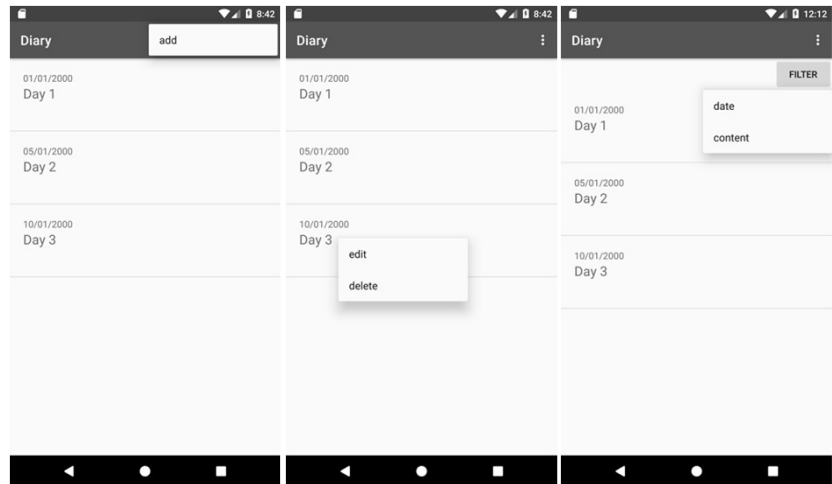 8:42
Diary
add
01/01/2000
Day 1
05/01/2000
Day 2
10/01/2000
Day 3
8:42
Diary
01/01/2000
Day 1
05/01/2000
Day 2
10/01/2000
Day 3
edit
delete
12:12
Diary
FILTER
date
content
01/01/2000
Day 1
05/01/2000
Day 2
10/01/2000
Day 3